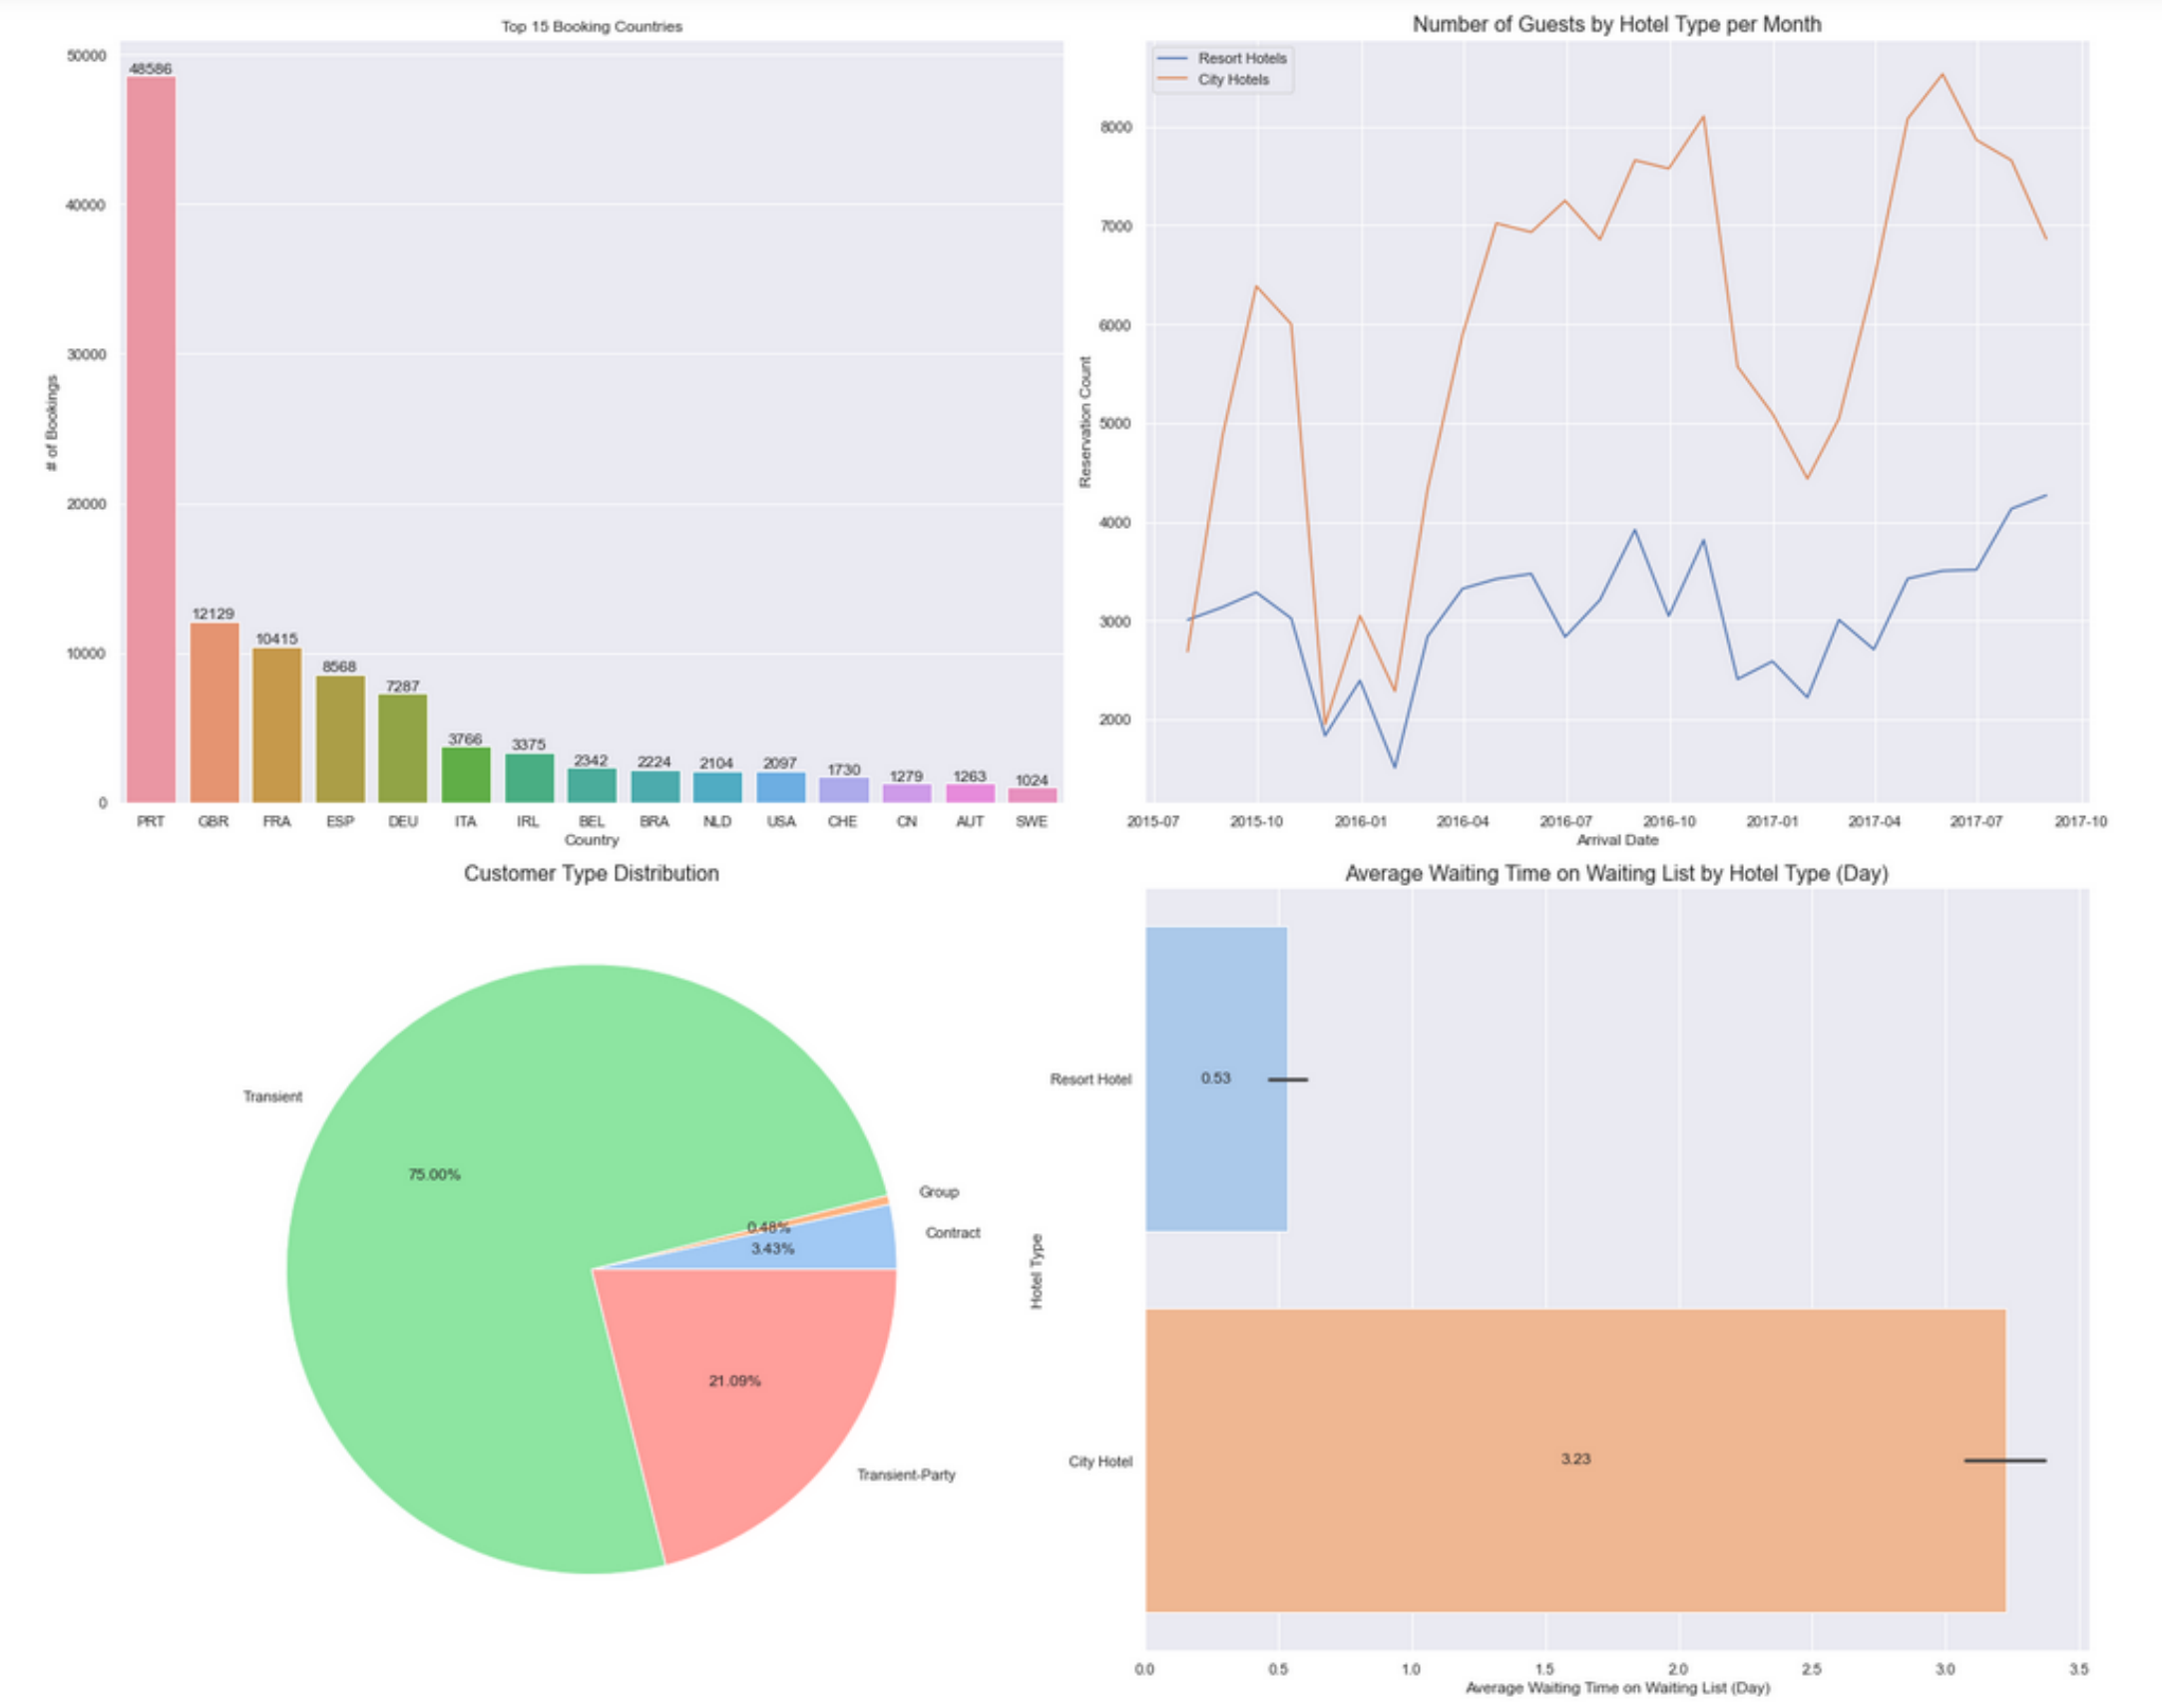 Top 15 Booking Countries
50000
40000
30000
20000
10000
0
# of Bookings
48586
12129
10415
8568
7287
3766
3375
2342
2224
2104
2097
1730
1279
1263
1024
PRT GBR FRA ESP DEU ITA IRL BEL BRA NLD USA CHE CN AUT SWE
Country
Number of Guests by Hotel Type per Month
Resort Hotels
City Hotels
8000
7000
6000
5000
4000
3000
2000
Reservation Count
2015-07 2015-10 2016-01 2016-04 2016-07 2016-10 2017-01 2017-04 2017-07 2017-10
Arrival Date
Customer Type Distribution
Transient
75.00%
Group
0.48%
Contract
3.43%
21.09%
Transient-Party
Average Waiting Time on Waiting List by Hotel Type (Day)
Hotel Type
Resort Hotel
0.53
City Hotel
3.23
0.0 0.5 1.0 1.5 2.0 2.5 3.0 3.5
Average Waiting Time on Waiting List (Day)